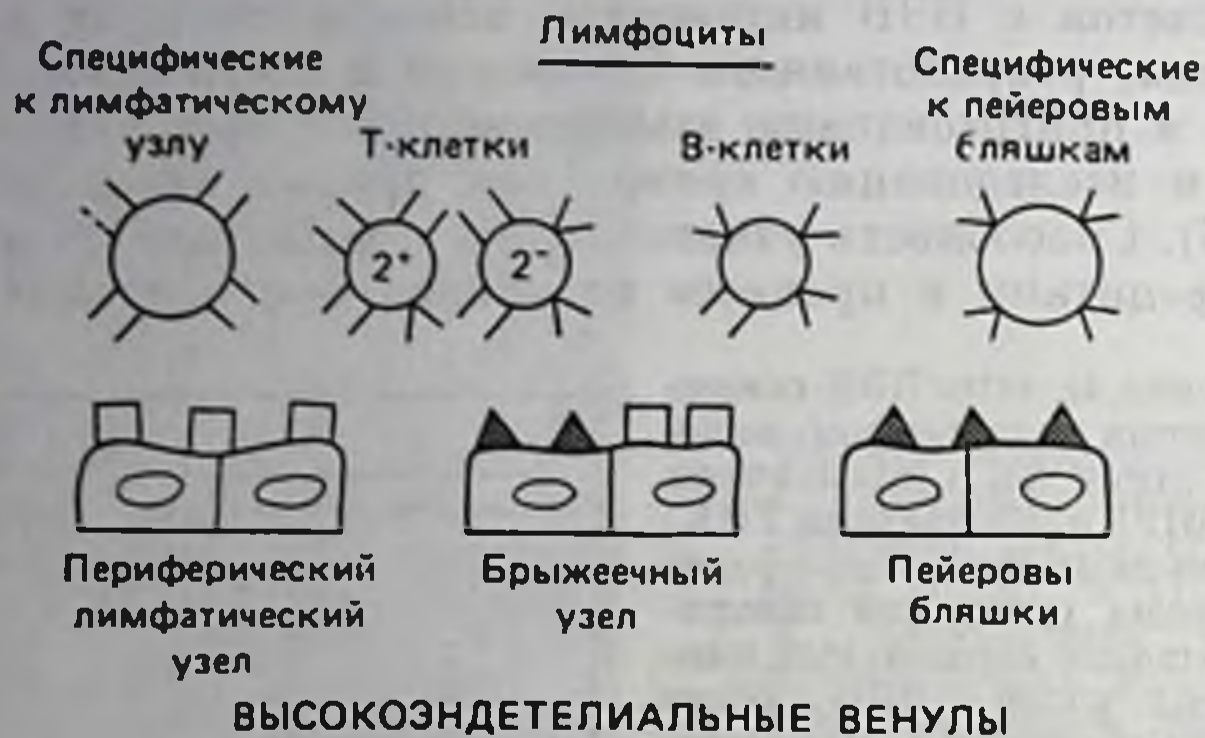 Лимфоциты
Специфические
к лимфатическому
узлу
Т-клетки
В-клетки
Специфические
к пейеровым
бляшкам
2+
2-
Периферический
лимфатический
узел
Брыжеечный
узел
Пейеровы
бляшки
ВЫСОКОЭНДЕТЕЛИАЛЬНЫЕ ВЕНУЛЫ